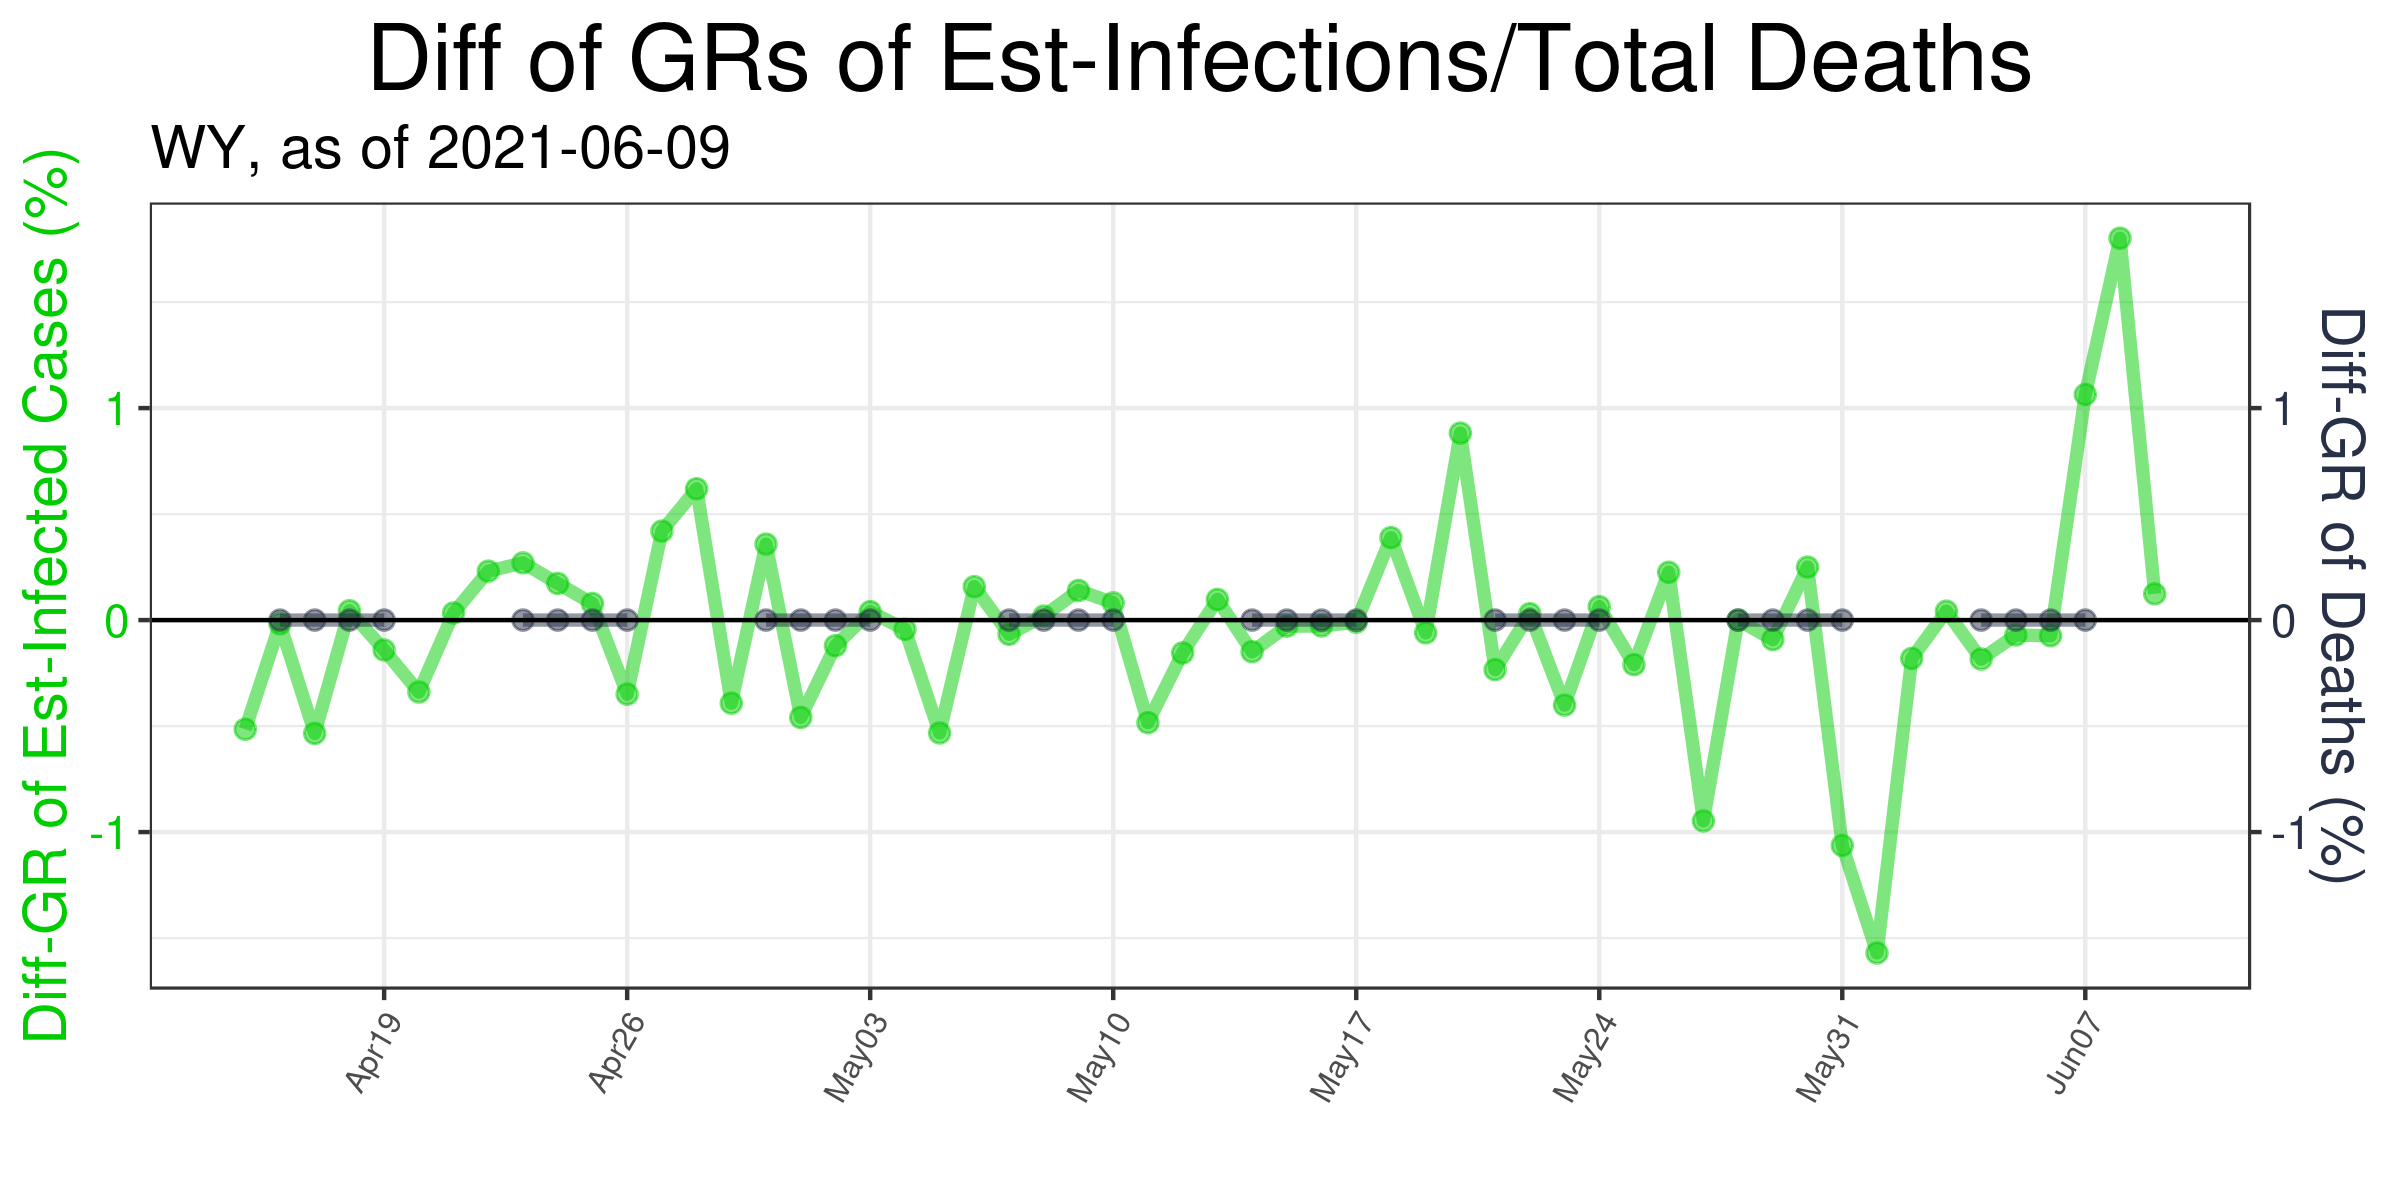 Diff of GRs of Est-Infections/Total Deaths
WY, as of 2021-06-09
Diff-GR of Est-Infected Cases (%)
1
0
-1
1
0
-1
Diff-GR of Deaths (%)
Apr19
Apr26
May03
May10
May17
May24
May31
Jun07